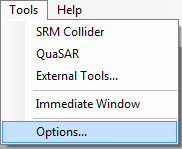 Tools Help
SRM Collider
QuaSAR
External Tools...
Immediate Window
Options...